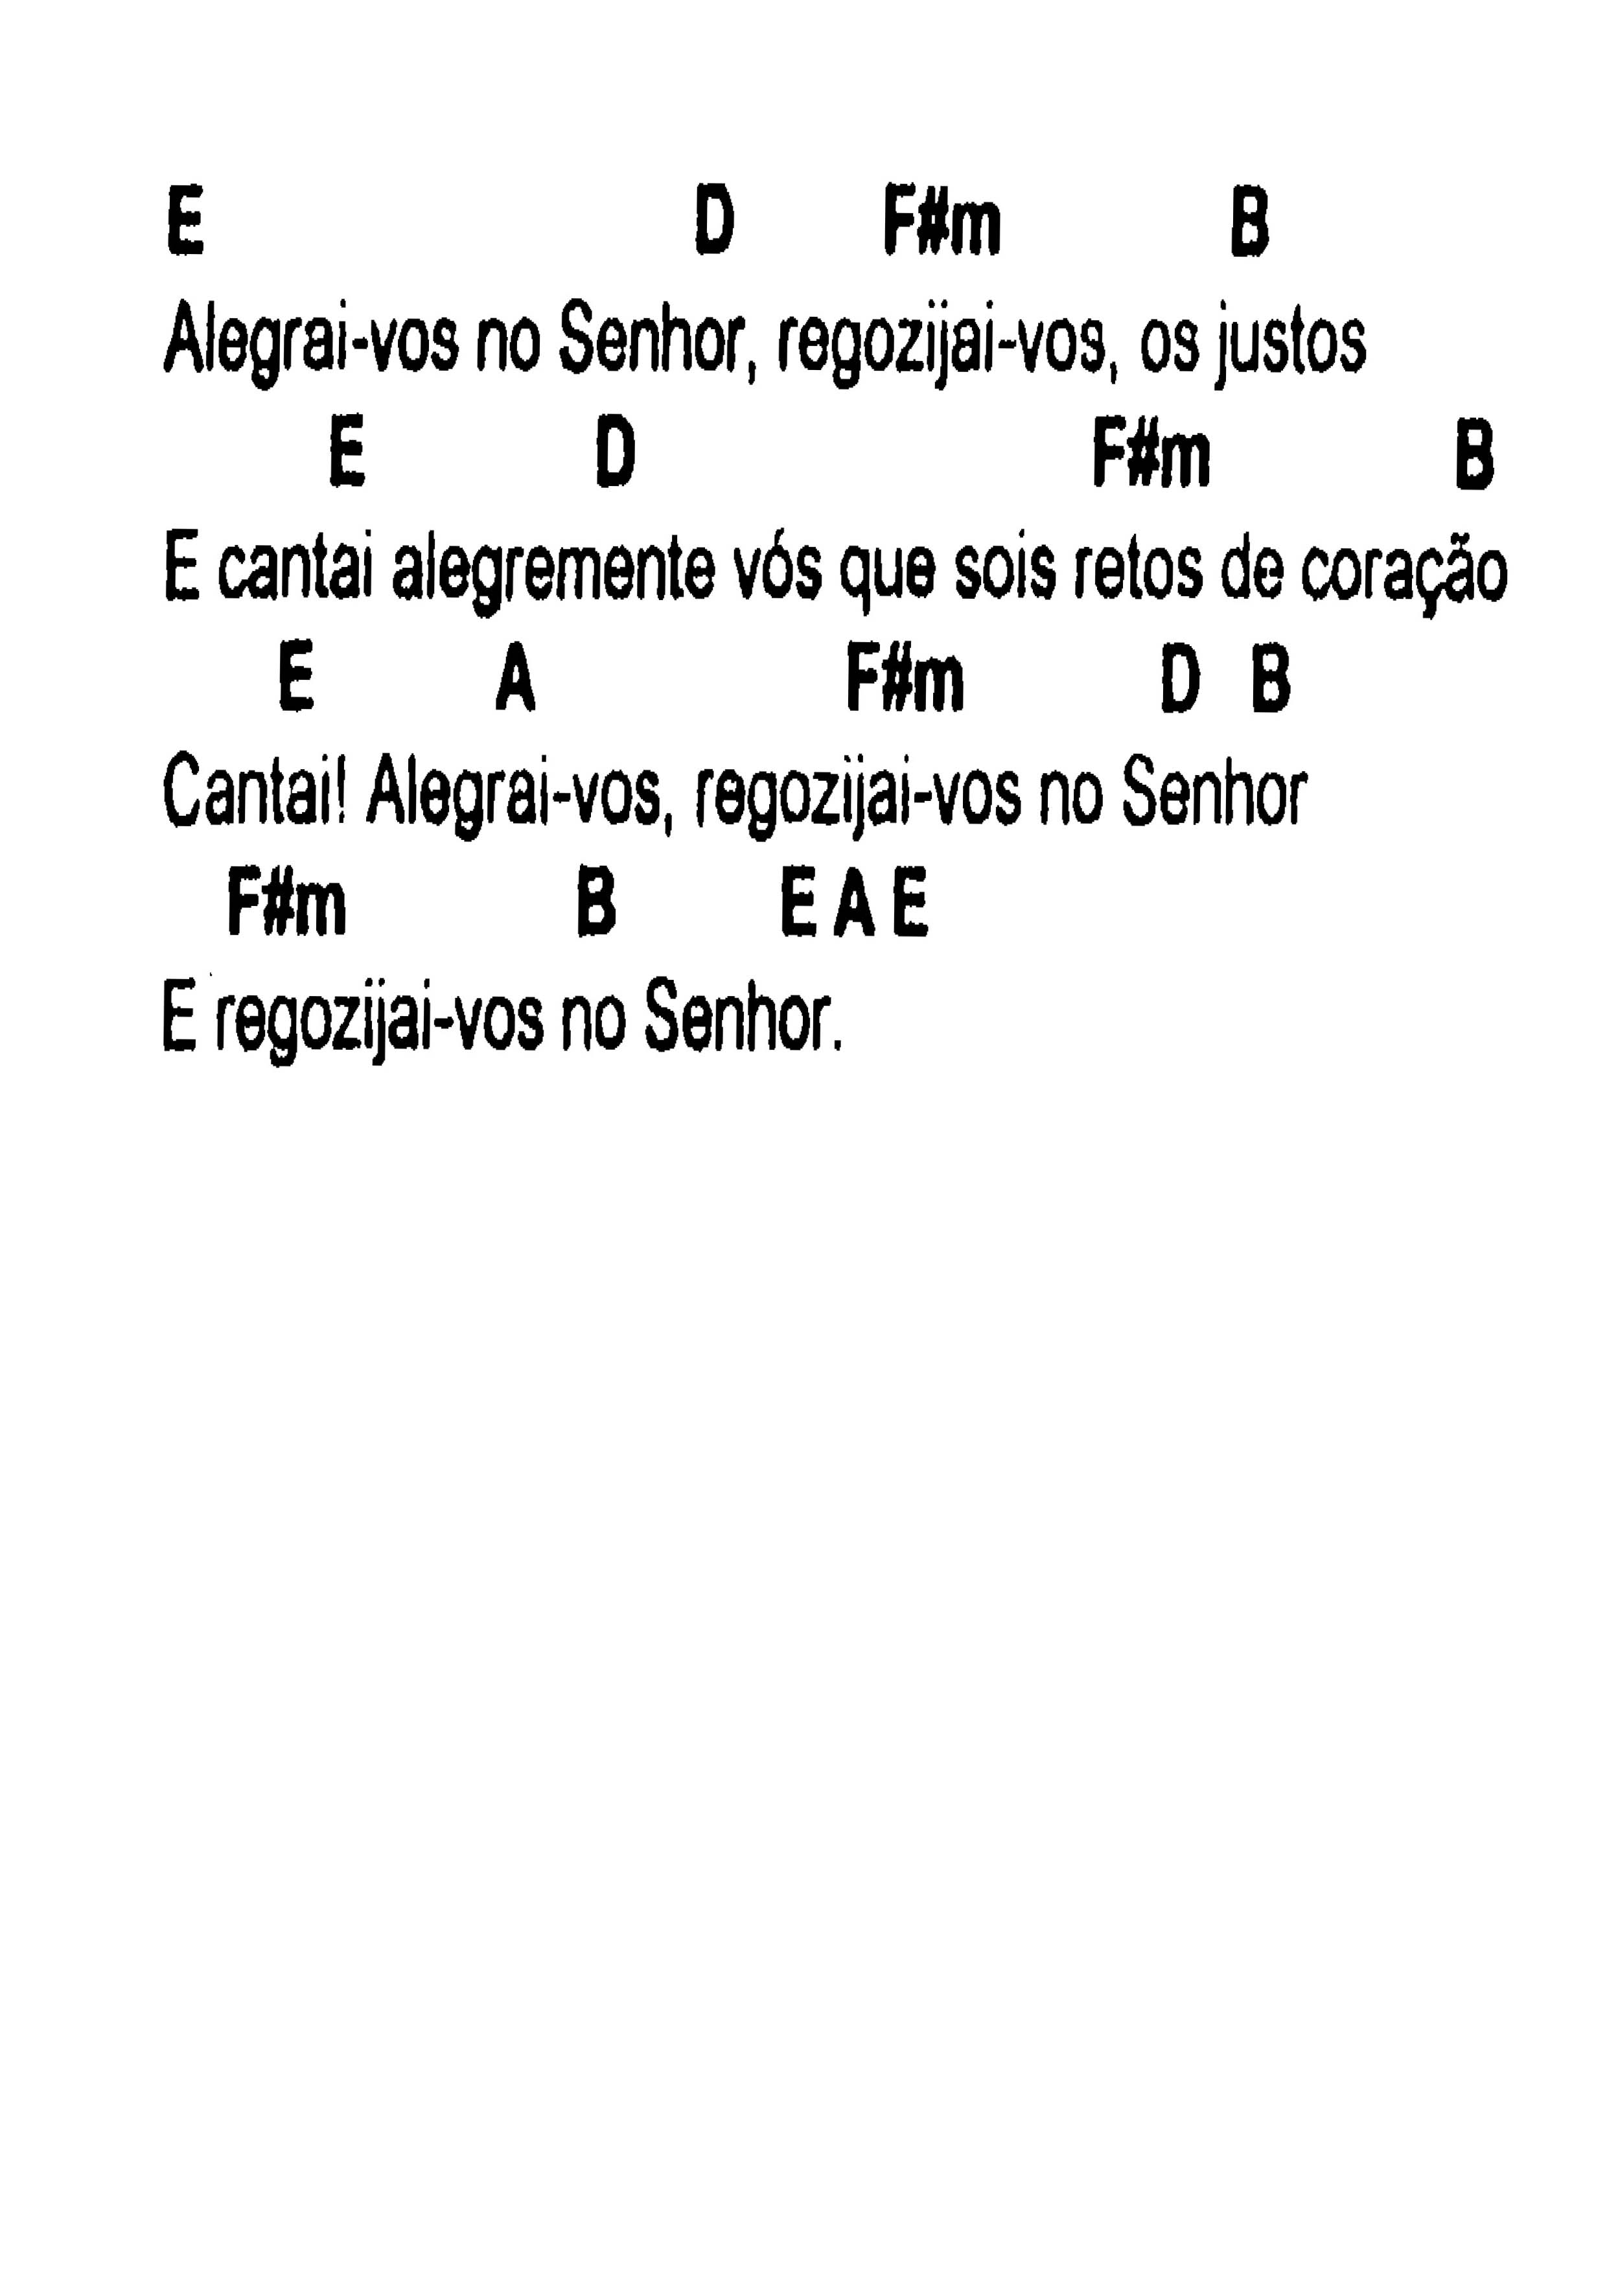 E D F#m B
Alegrai-vos no Senhor, regozijai-vos, os justos
E D F#m B
E cantai alegremente vós que sois retos de coração
E A F#m D B
Cantai! Alegrai-vos, regozijai-vos no Senhor
F#m B E A E
E regozijai-vos no Senhor.